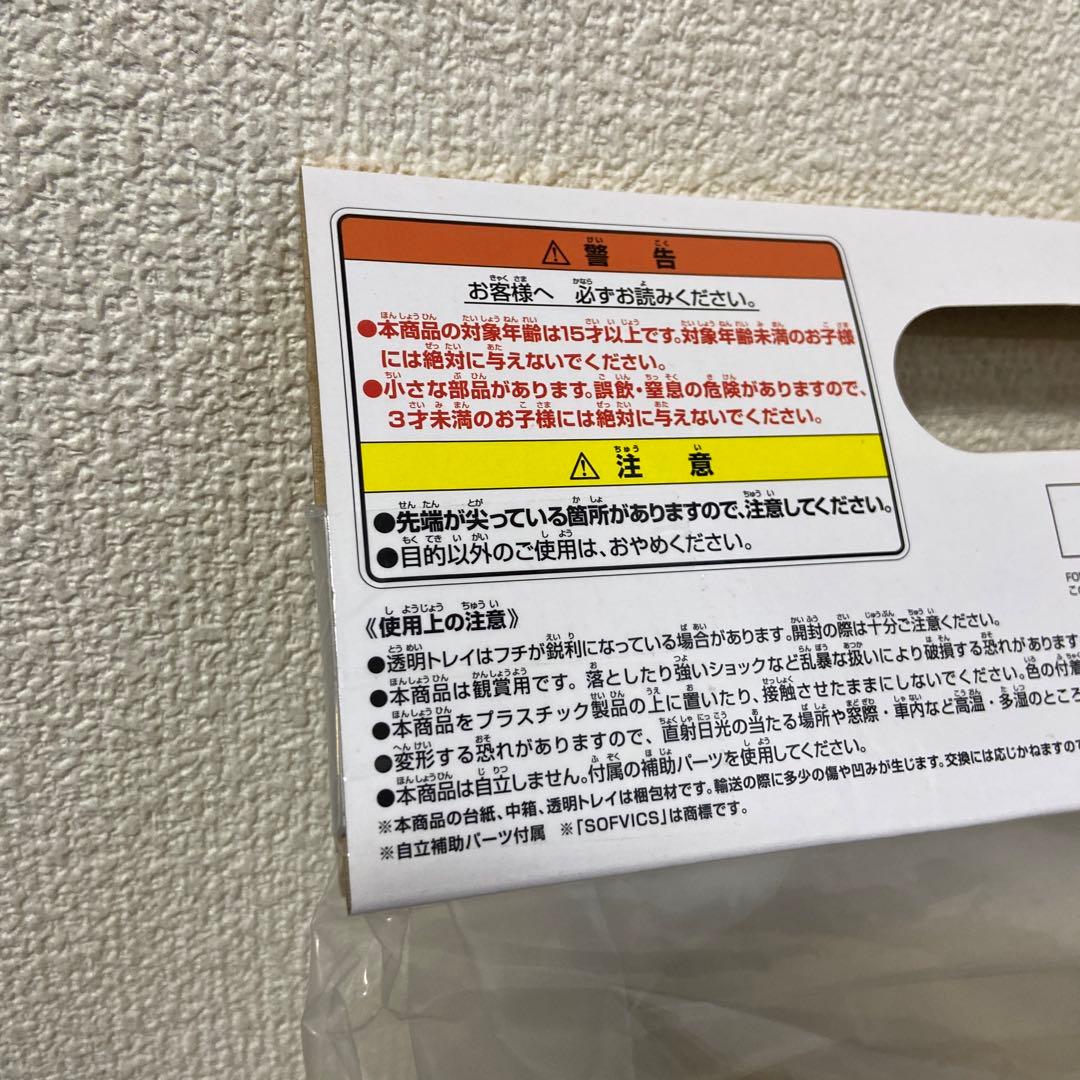 ⚠ 警告
お客様へ 必ずお読みください。
●本商品の対象年齢は15才以上です。対象年齢未満のお子様
には絶対に与えないでください。
●小さな部品があります。誤飲・窒息の危険がありますので、
3才未満のお子様には絶対に与えないでください。
⚠ 注意
●先端が尖っている箇所がありますので、注意してください。
●目的以外のご使用は、おやめください。
《使用上の注意》
●透明トレイはフチが鋭利になっている場合があります。開封の際は十分ご注意ください。
●本商品は観賞用です。落としたり強いショックなど乱暴な扱いにより破損する恐れがあります
●本商品をプラスチック製品の上に置いたり、接触させたままにしないでください。色の付着
●変形する恐れがありますので、直射日光の当たる場所や窓際・車内など高温・多湿のところ
●本商品は自立しません。付属の補助パーツを使用してください。
※本商品の台紙、中箱、透明トレイは梱包材です。輸送の際に多少の傷や凹みが生じます。交換には応じかねますので
※自立補助パーツ付属 ※「SOFVICS」は商標です。